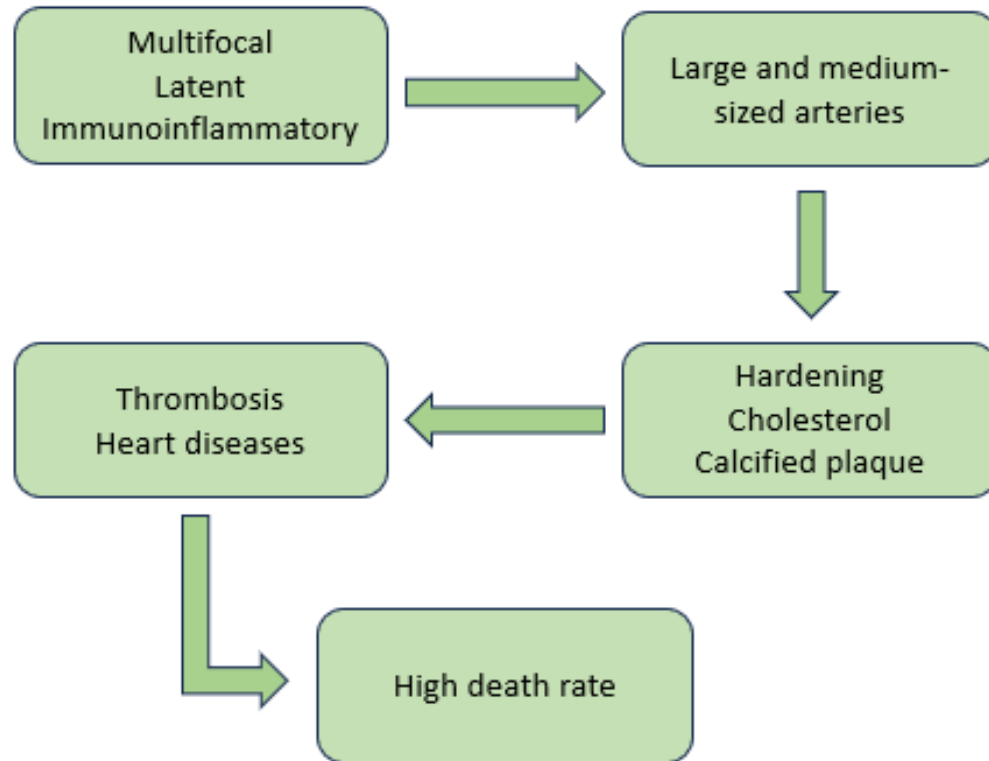 Multifocal
Latent
Immunoinflammatory
Large and medium-
sized arteries
Hardening
Cholesterol
Calcified plaque
Thrombosis
Heart diseases
High death rate